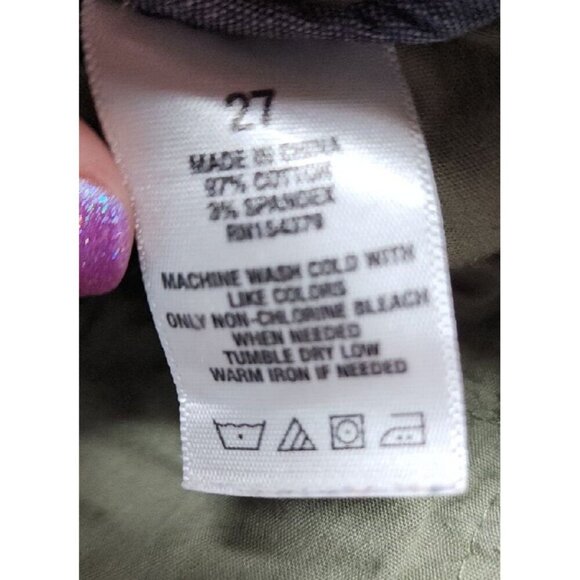 27
MADE IN CHINA
97% COTTON
3% SPANDEX
RN154379
MACHINE WASH COLD WITH
LIKE COLORS
ONLY NON-CHLORINE BLEACH
WHEN NEEDED
TUMBLE DRY LOW
WARM IRON IF NEEDED